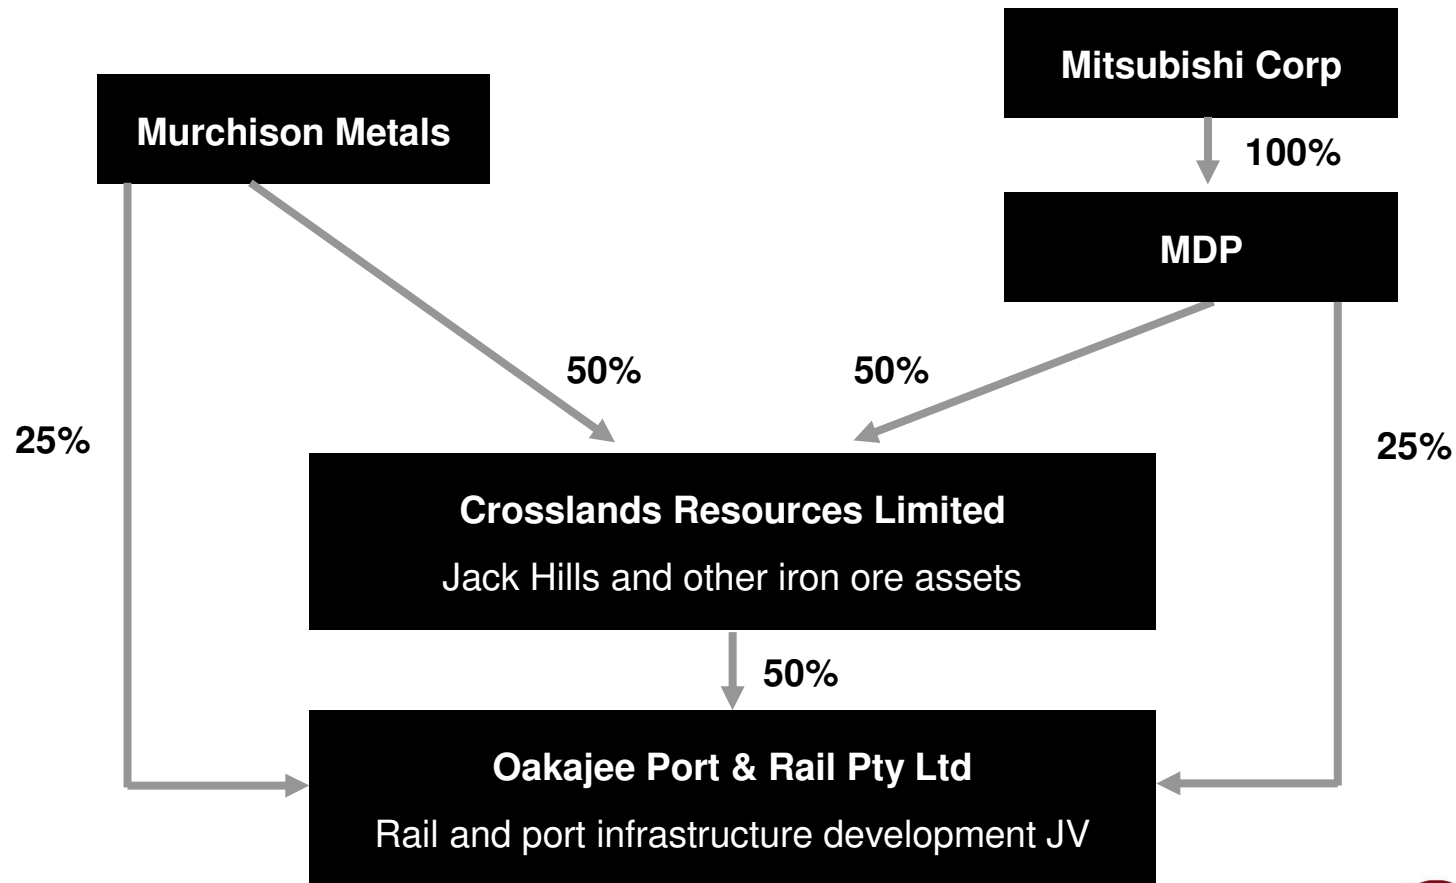 Mitsubishi Corp
Murchison Metals
100%
MDP
50%
50%
25%
25%
Crosslands Resources Limited
Jack Hills and other iron ore assets
50%
Oakajee Port & Rail Pty Ltd
Rail and port infrastructure development JV